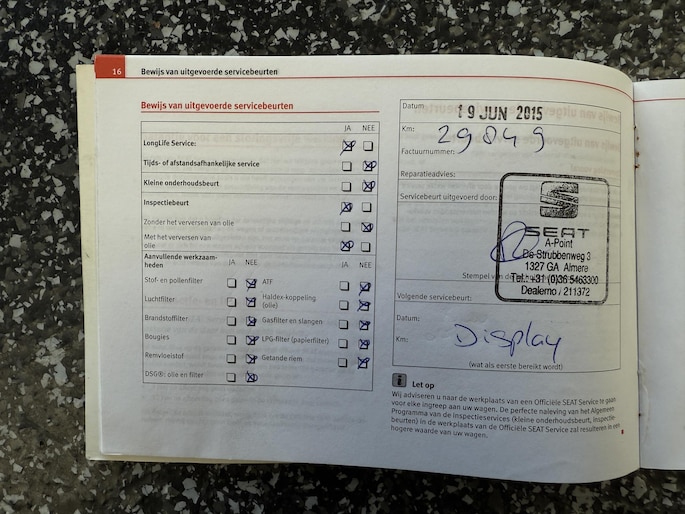 16 Bewijs van uitgevoerde servicebeurten
Bewijs van uitgevoerde servicebeurten
JA NEE
LongLife Service:
Tijds- of afstandsafhankelijke service
Kleine onderhoudsbeurt
Inspectiebeurt
Zonder het verversen van olie
Met het verversen van
olie
Aanvullende werkzaam-
heden
JA NEE JA NEE
Stof- en pollenfilter ATF
Luchtfilter Haldex-koppeling
(olie)
Brandstoffilter Gasfilter en slangen
Bougies LPG-filter (papierfilter)
Remvloeistof Getande riem
DSG®: olie en filter
Datum 19 JUN 2015
Km: 29849
Factuurnummer:
Reparatieadvies:
Servicebeurt uitgevoerd door:
SEAT
A-Point
De Strubbenweg 3
1327 GA Almere
Tel.: +31 (0)36 5463300
Dealerno / 211372
Stempel van de
Volgende servicebeurt:
Datum:
Km: Display
(wat als eerste bereikt wordt)
i Let op
Wij adviseren u naar de werkplaats van een Officiële SEAT Service te gaan
voor elke ingreep aan uw wagen. De perfecte naleving van het Algemeen
Programma van de Inspectieservices (kleine onderhoudsbeurt, inspectie-
beurten) in de werkplaats van de Officiële SEAT Service zal resulteren in een
hogere waarde van uw wagen.